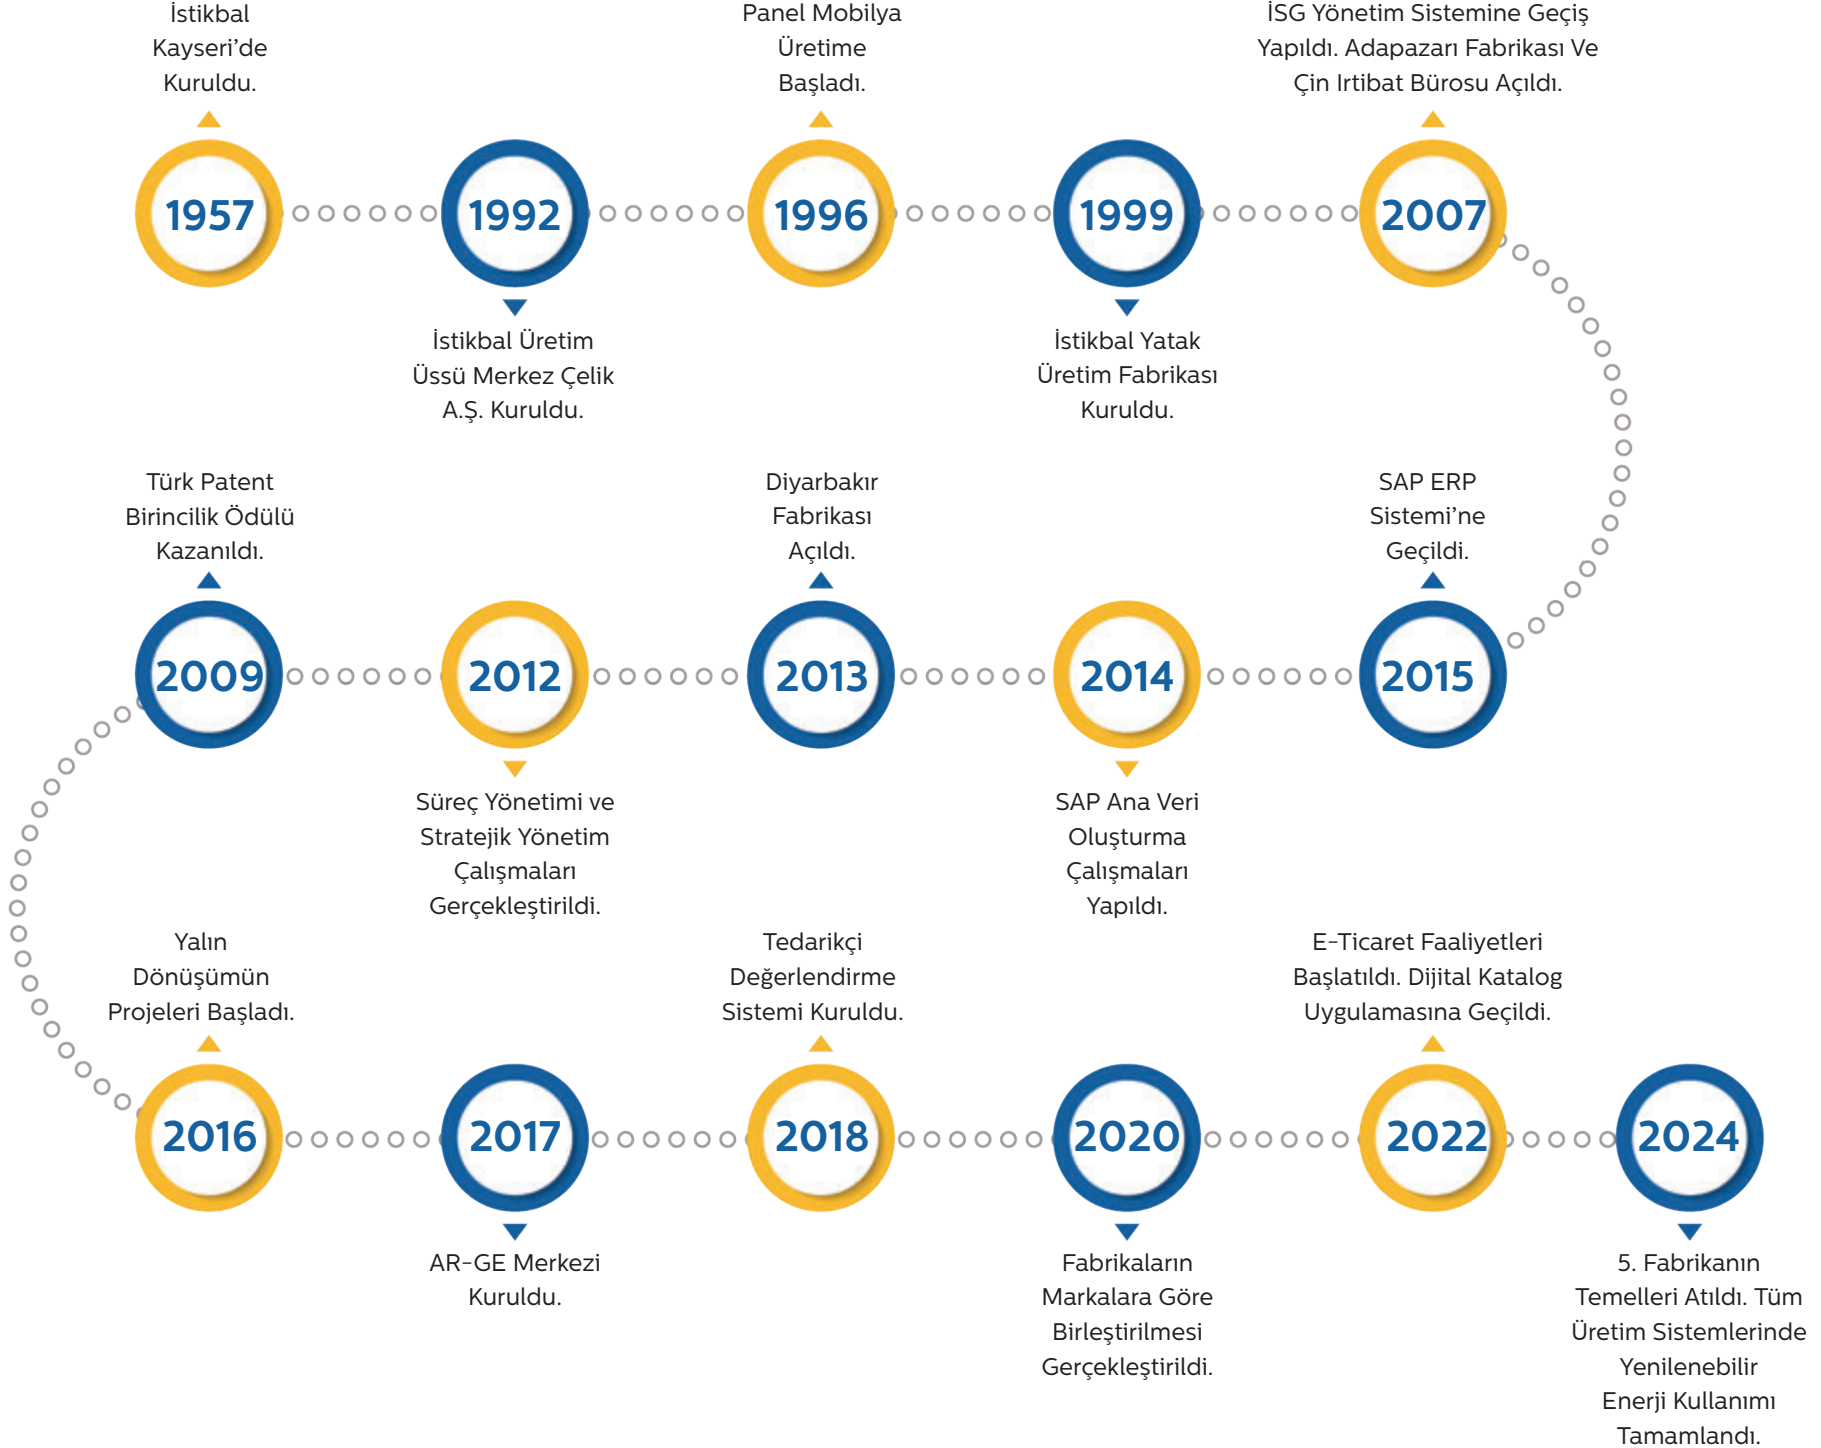 İstikbal
Kayseri’de
Kuruldu.
1957
1992
İstikbal Üretim
Üssü Merkez Çelik
A.Ş. Kuruldu.
Panel Mobilya
Üretime
Başladı.
1996
1999
İstikbal Yatak
Üretim Fabrikası
Kuruldu.
İSG Yönetim Sistemine Geçiş
Yapıldı. Adapazarı Fabrikası Ve
Çin Irtibat Bürosu Açıldı.
2007
Türk Patent
Birincilik Ödülü
Kazanıldı.
2009
2012
Süreç Yönetimi ve
Stratejik Yönetim
Çalışmaları
Gerçekleştirildi.
Diyarbakır
Fabrikası
Açıldı.
2013
2014
SAP Ana Veri
Oluşturma
Çalışmaları
Yapıldı.
SAP ERP
Sistemi’ne
Geçildi.
2015
Yalın
Dönüşümün
Projeleri Başladı.
2016
2017
AR-GE Merkezi
Kuruldu.
Tedarikçi
Değerlendirme
Sistemi Kuruldu.
2018
2020
Fabrikaların
Markalara Göre
Birleştirilmesi
Gerçekleştirildi.
E-Ticaret Faaliyetleri
Başlatıldı. Dijital Katalog
Uygulamasına Geçildi.
2022
2024
5. Fabrikanın
Temelleri Atıldı. Tüm
Üretim Sistemlerinde
Yenilenebilir
Enerji Kullanımı
Tamamlandı.